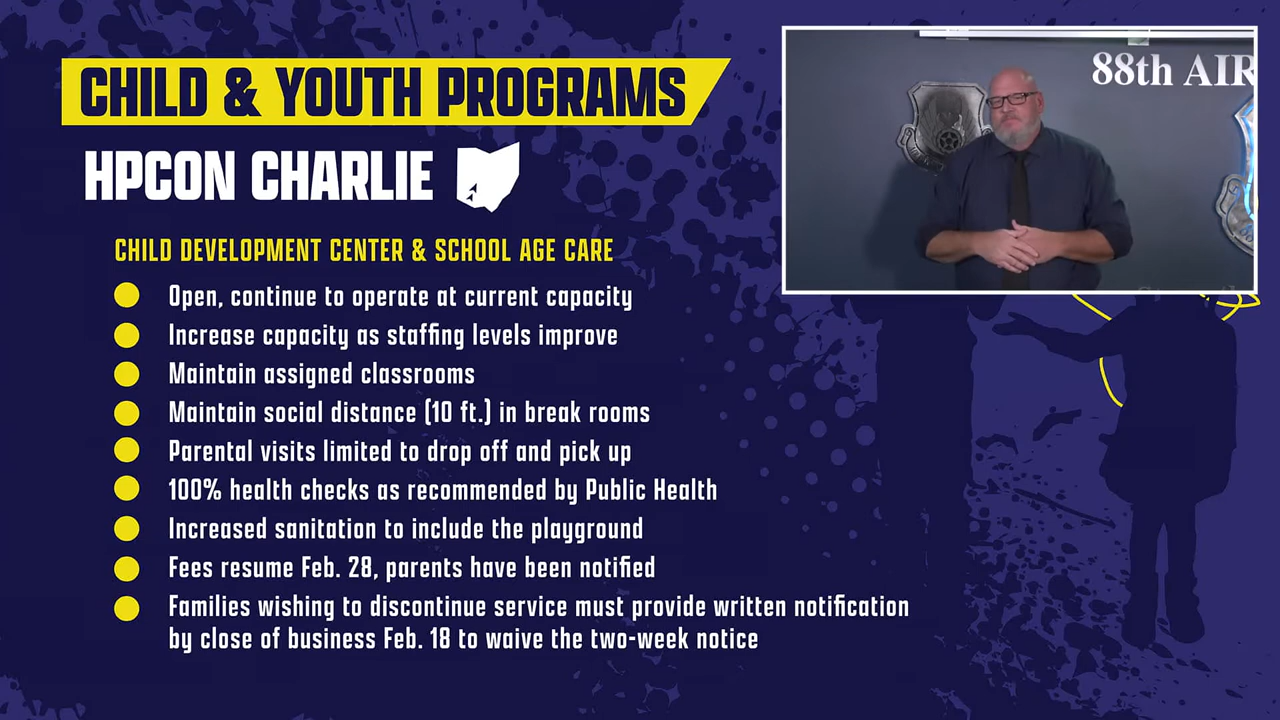 CHILD & YOUTH PROGRAMS
88th AIR
HPCON CHARLIE
CHILD DEVELOPMENT CENTER & SCHOOL AGE CARE
Open, continue to operate at current capacity
Increase capacity as staffing levels improve
Maintain assigned classrooms
Maintain social distance (10 ft.) in break rooms
Parental visits limited to drop off and pick up
100% health checks as recommended by Public Health
Increased sanitation to include the playground
Fees resume Feb. 28, parents have been notified
Families wishing to discontinue service must provide written notification
by close of business Feb. 18 to waive the two-week notice